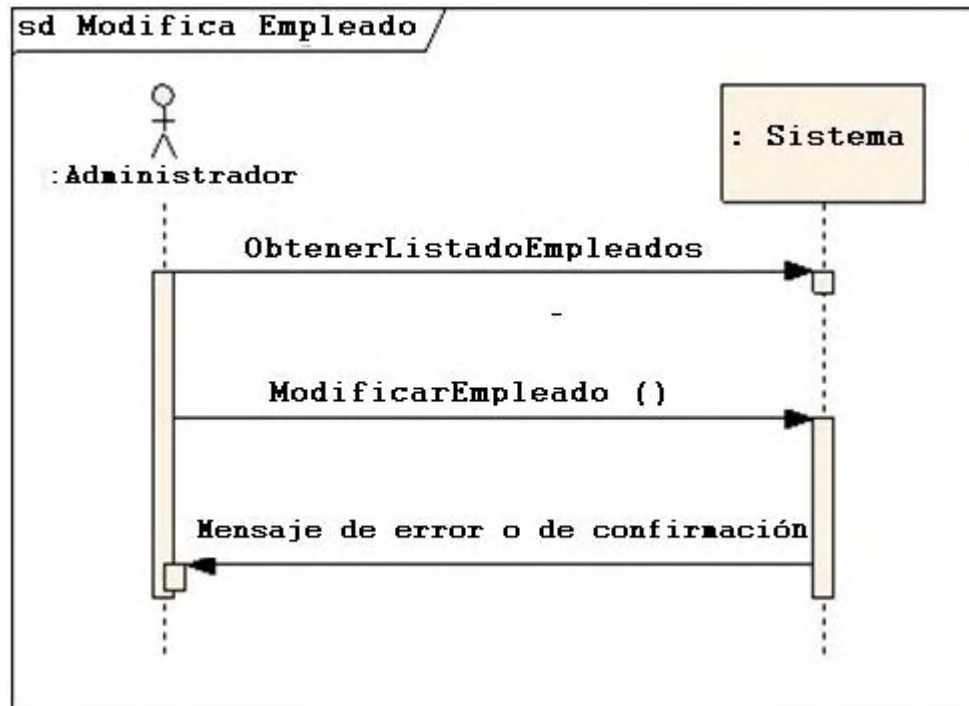 sd Modifica Empleado
: Sistema
:Administrador
ObtenerListadoEmpleados
-
ModificarEmpleado ()
Mensaje de error o de confirmación